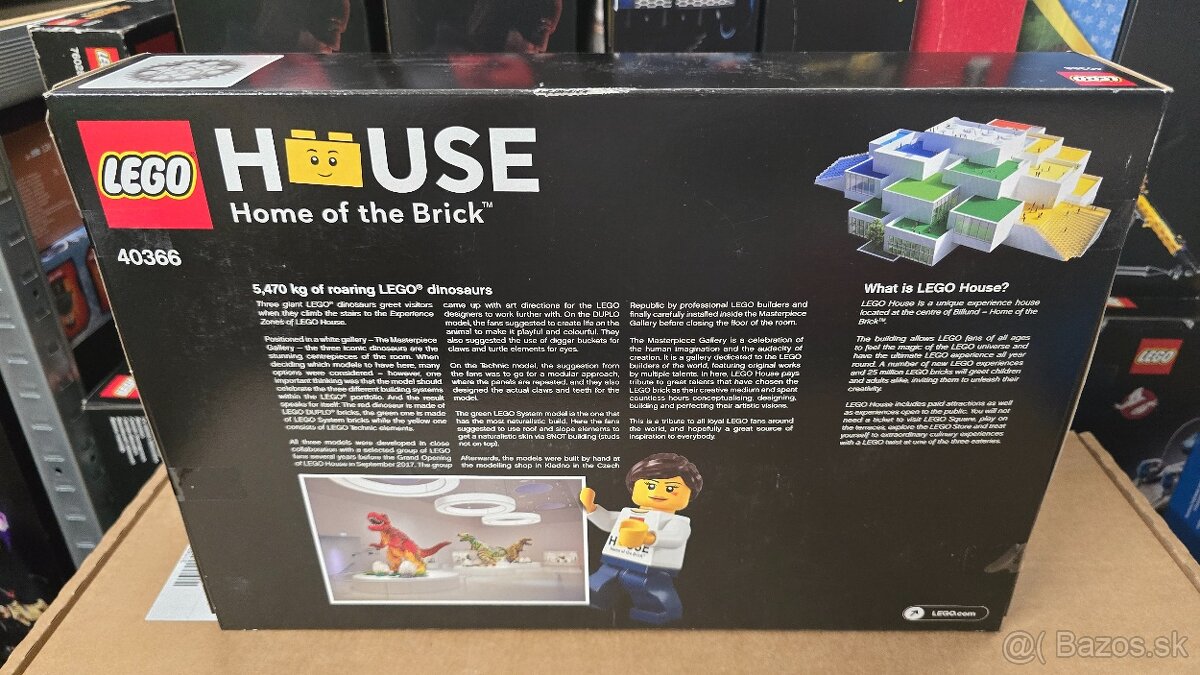 LEGO
HOUSE
Home of the Brick™
40366
5,470 kg of roaring LEGO® dinosaurs
Three giant LEGO® dinosaurs greet visitors
when they climb the stairs to the Experience
Zones of LEGO House.
Positioned in a white gallery – The Masterpiece
Gallery – the three iconic dinosaurs are the
stunning centrepieces of the room. When
deciding which models to have here, many
options were considered – however, one
important thinking was that the model should
celebrate the three different building systems
within the LEGO® portfolio. And the result
speaks for itself: The red dinosaur is made of
LEGO DUPLO® bricks, the green one is made
of LEGO System bricks while the yellow one
consists of LEGO Technic elements.
All three models were developed in close
collaboration with a selected group of LEGO
fans several years before the Grand Opening
of LEGO House in September 2017. The group
came up with art directions for the LEGO
designers to work further with. On the DUPLO
model, the fans suggested to create life on the
animal to make it playful and colourful. They
also suggested the use of digger buckets for
claws and turtle elements for eyes.
On the Technic model, the suggestion from
the fans was to go for a modular approach,
where the panels are repeated, and they also
designed the actual claws and teeth for the
model.
The green LEGO System model is the one that
has the most naturalistic build. Here the fans
suggested to use roof and slope elements to
get a naturalistic skin via SNOT building (studs
not on top).
Afterwards, the models were built by hand at
the modelling shop in Kladno in the Czech
Republic by professional LEGO builders and
finally carefully installed inside the Masterpiece
Gallery before closing the floor of the room.
The Masterpiece Gallery is a celebration of
the human imagination and the audacity of
creation. It is a gallery dedicated to the LEGO
builders of the world, featuring original works
by multiple talents. In here, LEGO House pays
tribute to great talents that have chosen the
LEGO brick as their creative medium and spent
countless hours conceptualising, designing,
building and perfecting their artistic visions.
This is a tribute to all loyal LEGO fans around
the world, and hopefully a great source of
inspiration to everybody.
What is LEGO House?
LEGO House is a unique experience house
located at the centre of Billund – Home of the
Brick™.
The building allows LEGO fans of all ages
to feel the magic of the LEGO universe and
have the ultimate LEGO experience all year
round. A number of new LEGO experiences
and 25 million LEGO bricks will greet children
and adults alike, inviting them to unleash their
creativity.
LEGO House includes paid attractions as well
as experiences open to the public. You will not
need a ticket to visit LEGO Square, play on
the terraces, explore the LEGO Store and treat
yourself to extraordinary culinary experiences
with a LEGO twist at one of the three eateries.
HOUSE
Home of the Brick™
LEGO.com
LEGO
@( Bazos.sk